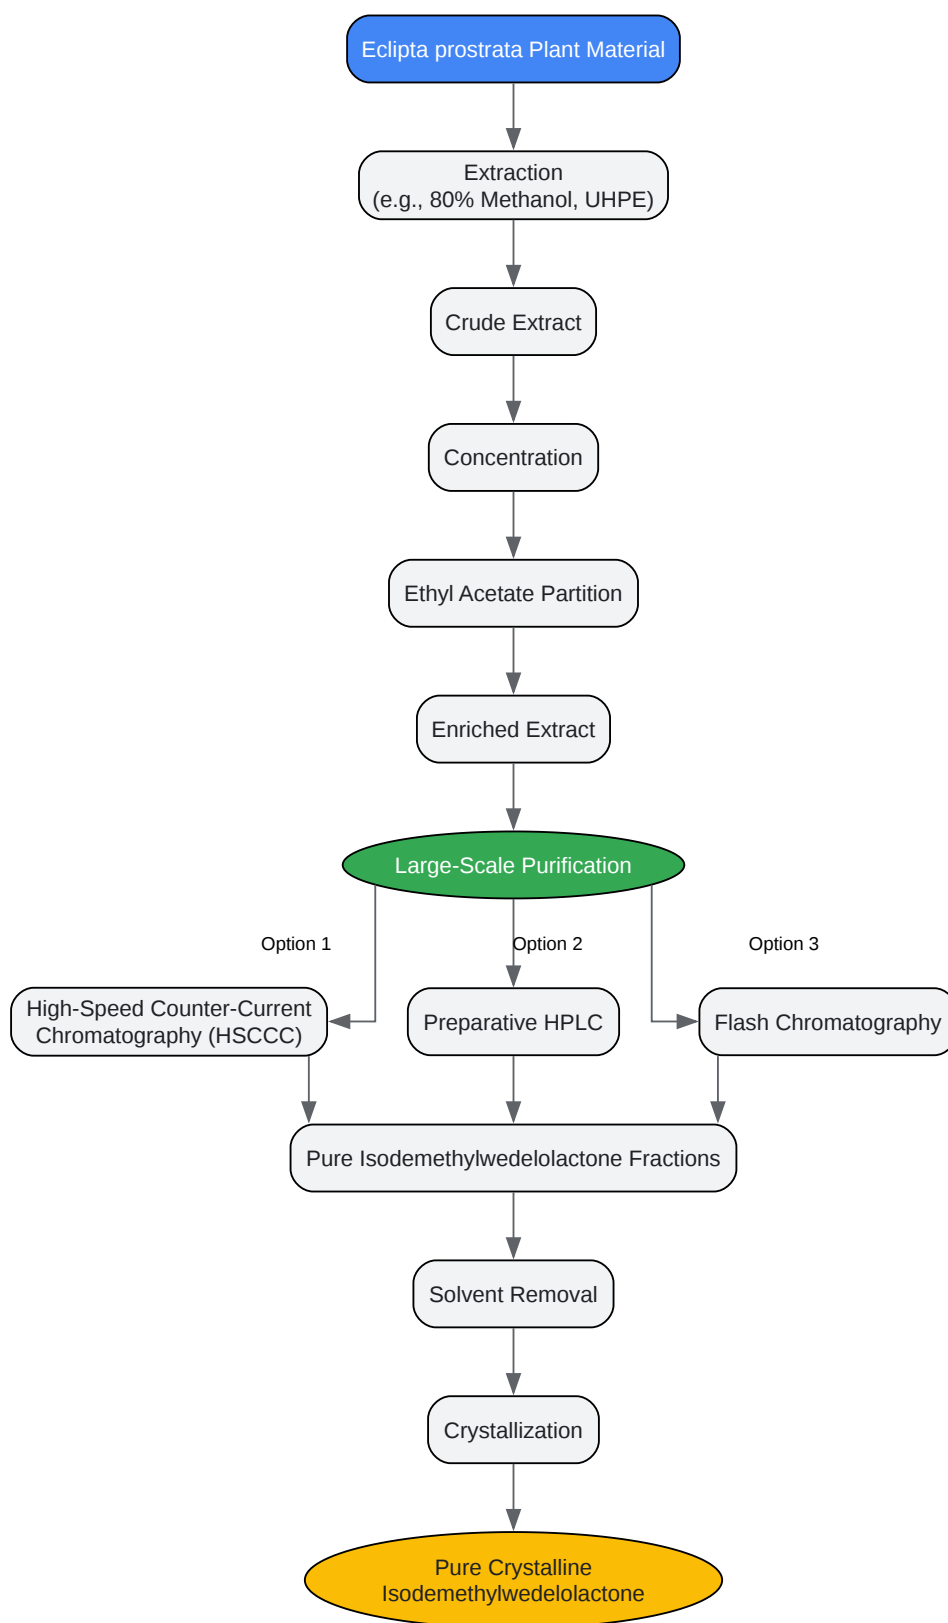 Eclipta prostrata Plant Material
Extraction
(e.g., 80% Methanol, UHPE)
Crude Extract
Concentration
Ethyl Acetate Partition
Enriched Extract
Large-Scale Purification
Option 1
Option 2
Option 3
High-Speed Counter-Current
Chromatography (HSCCC)
Preparative HPLC
Flash Chromatography
Pure Isodemethylwedelolactone Fractions
Solvent Removal
Crystallization
Pure Crystalline
Isodemethylwedelolactone